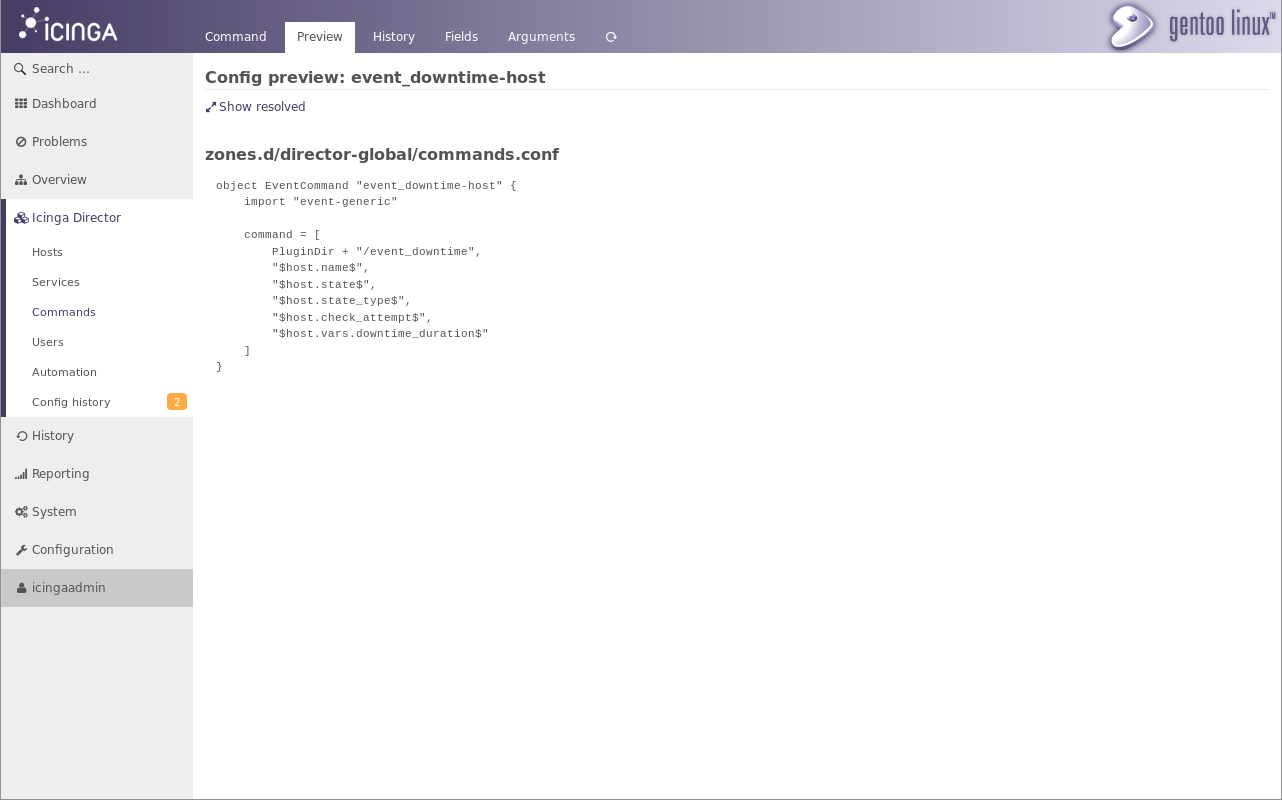 ICINGA
Command
Preview
History
Fields
Arguments
gentoo linux™
Search ...
Dashboard
Problems
Overview
Icinga Director
Hosts
Services
Commands
Users
Automation
Config history 2
History
Reporting
System
Configuration
icingaadmin
Config preview: event_downtime-host
Show resolved
zones.d/director-global/commands.conf
object EventCommand "event_downtime-host" {
    import "event-generic"
    command = [
        PluginDir + "/event_downtime",
        "$host.name$",
        "$host.state$",
        "$host.state_type$",
        "$host.check_attempt$",
        "$host.vars.downtime_duration$"
    ]
}